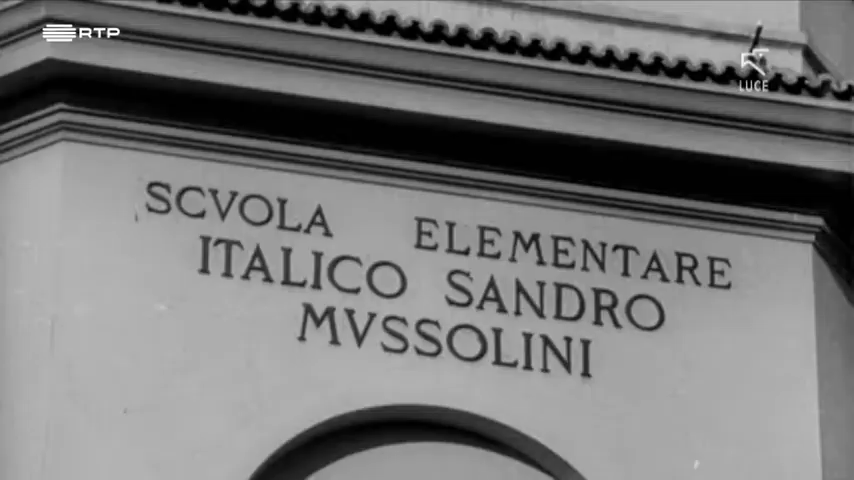 RTP
LUCE
SCVOLA ELEMENTARE
ITALICO SANDRO
MVSSOLINI